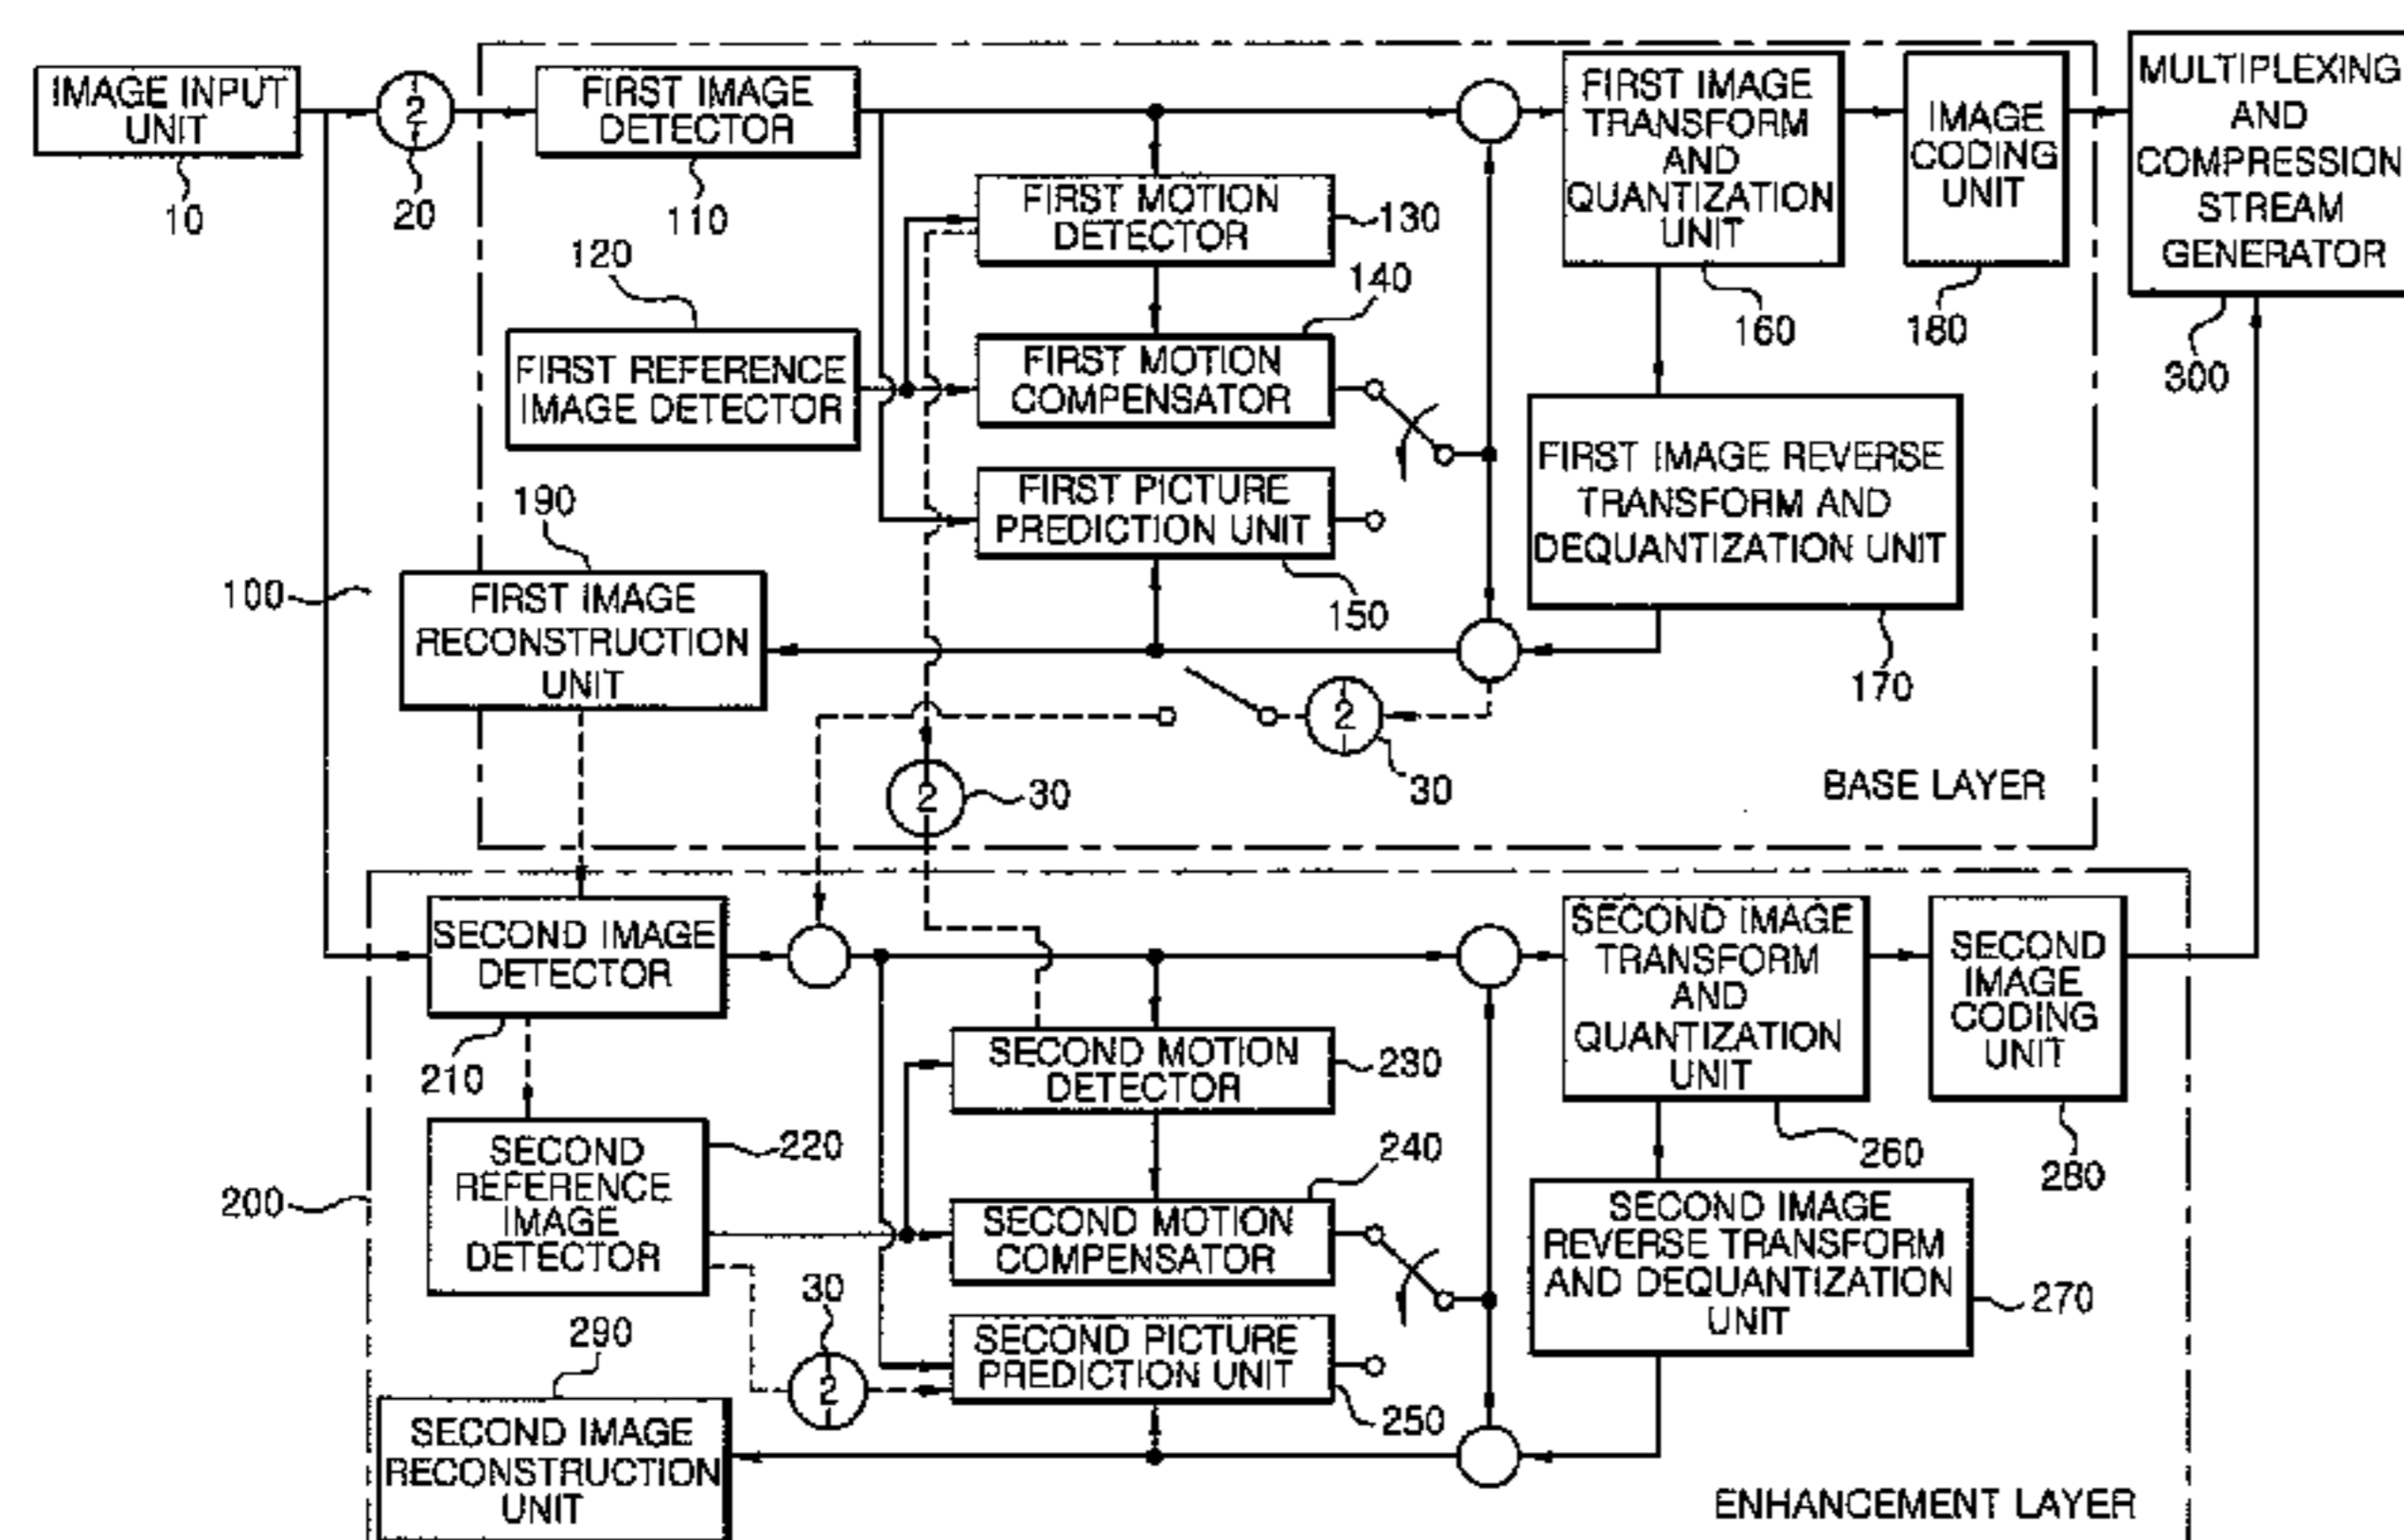 IMAGE INPUT
UNIT
10
2
20
FIRST IMAGE
DETECTOR
110
FIRST MOTION
DETECTOR
130
120
FIRST REFERENCE
IMAGE DETECTOR
140
FIRST MOTION
COMPENSATOR
FIRST PICTURE
PREDICTION UNIT
150
FIRST IMAGE
TRANSFORM
AND
QUANTIZATION
UNIT
160
IMAGE
CODING
UNIT
180
MULTIPLEXING
AND
COMPRESSION
STREAM
GENERATOR
300
FIRST IMAGE REVERSE
TRANSFORM AND
DEQUANTIZATION UNIT
170
190
100
FIRST IMAGE
RECONSTRUCTION
UNIT
2
30
2
30
BASE LAYER
SECOND IMAGE
DETECTOR
210
SECOND MOTION
DETECTOR
230
SECOND
REFERENCE
IMAGE
DETECTOR
220
200
240
SECOND MOTION
COMPENSATOR
30
2
SECOND PICTURE
PREDICTION UNIT
250
SECOND IMAGE
TRANSFORM
AND
QUANTIZATION
UNIT
260
SECOND
IMAGE
CODING
UNIT
280
SECOND IMAGE
REVERSE TRANSFORM
AND DEQUANTIZATION
UNIT
270
290
SECOND IMAGE
RECONSTRUCTION
UNIT
ENHANCEMENT LAYER